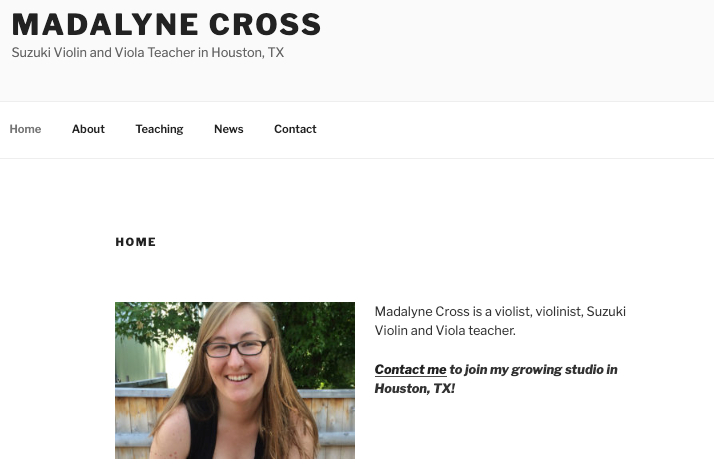 MADALYNE CROSS
Suzuki Violin and Viola Teacher in Houston, TX
Home About Teaching News Contact
HOME
Madalyne Cross is a violist, violinist, Suzuki
Violin and Viola teacher.
Contact me to join my growing studio in
Houston, TX!